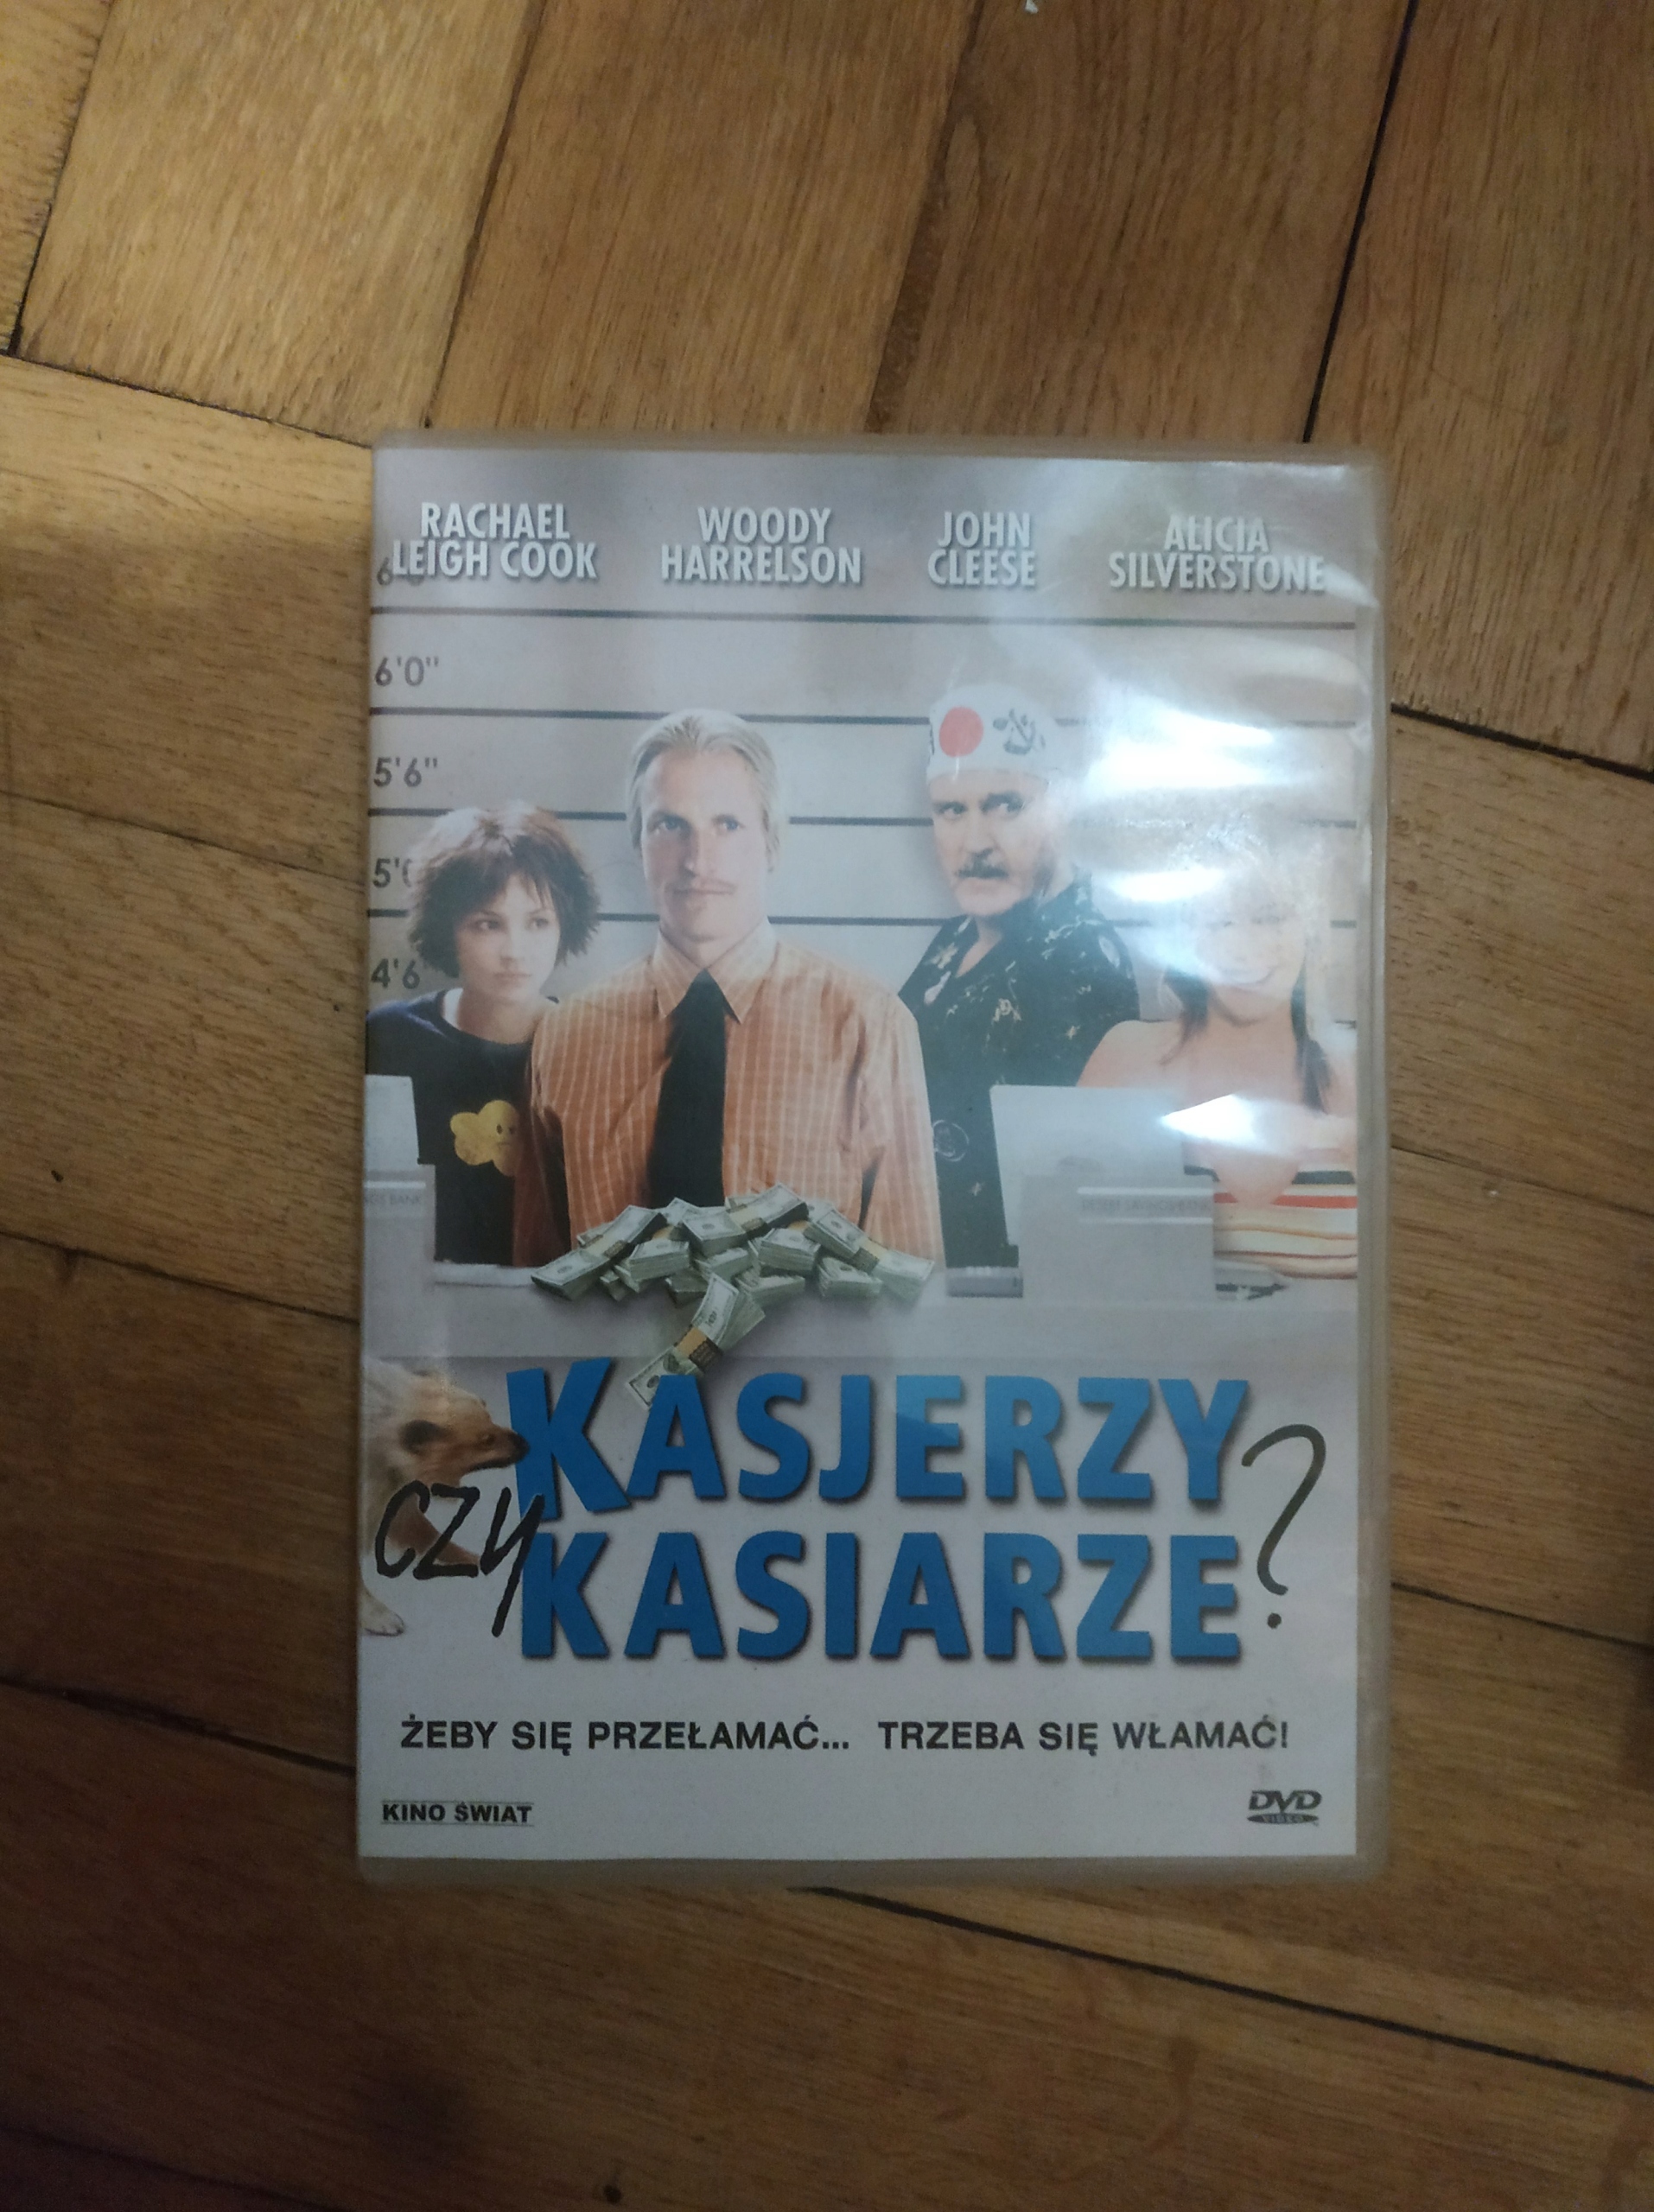 RACHAEL
LEIGH COOK
WOODY
HARRELSON
JOHN
CLEESE
ALICIA
SILVERSTONE
6'0"
5'6"
4'6
KASJERZY
czy
KASIARZE?
ŻEBY SIĘ PRZEŁAMAĆ... TRZEBA SIĘ WŁAMAĆ!
KINO ŚWIAT
DVD
VIDEO